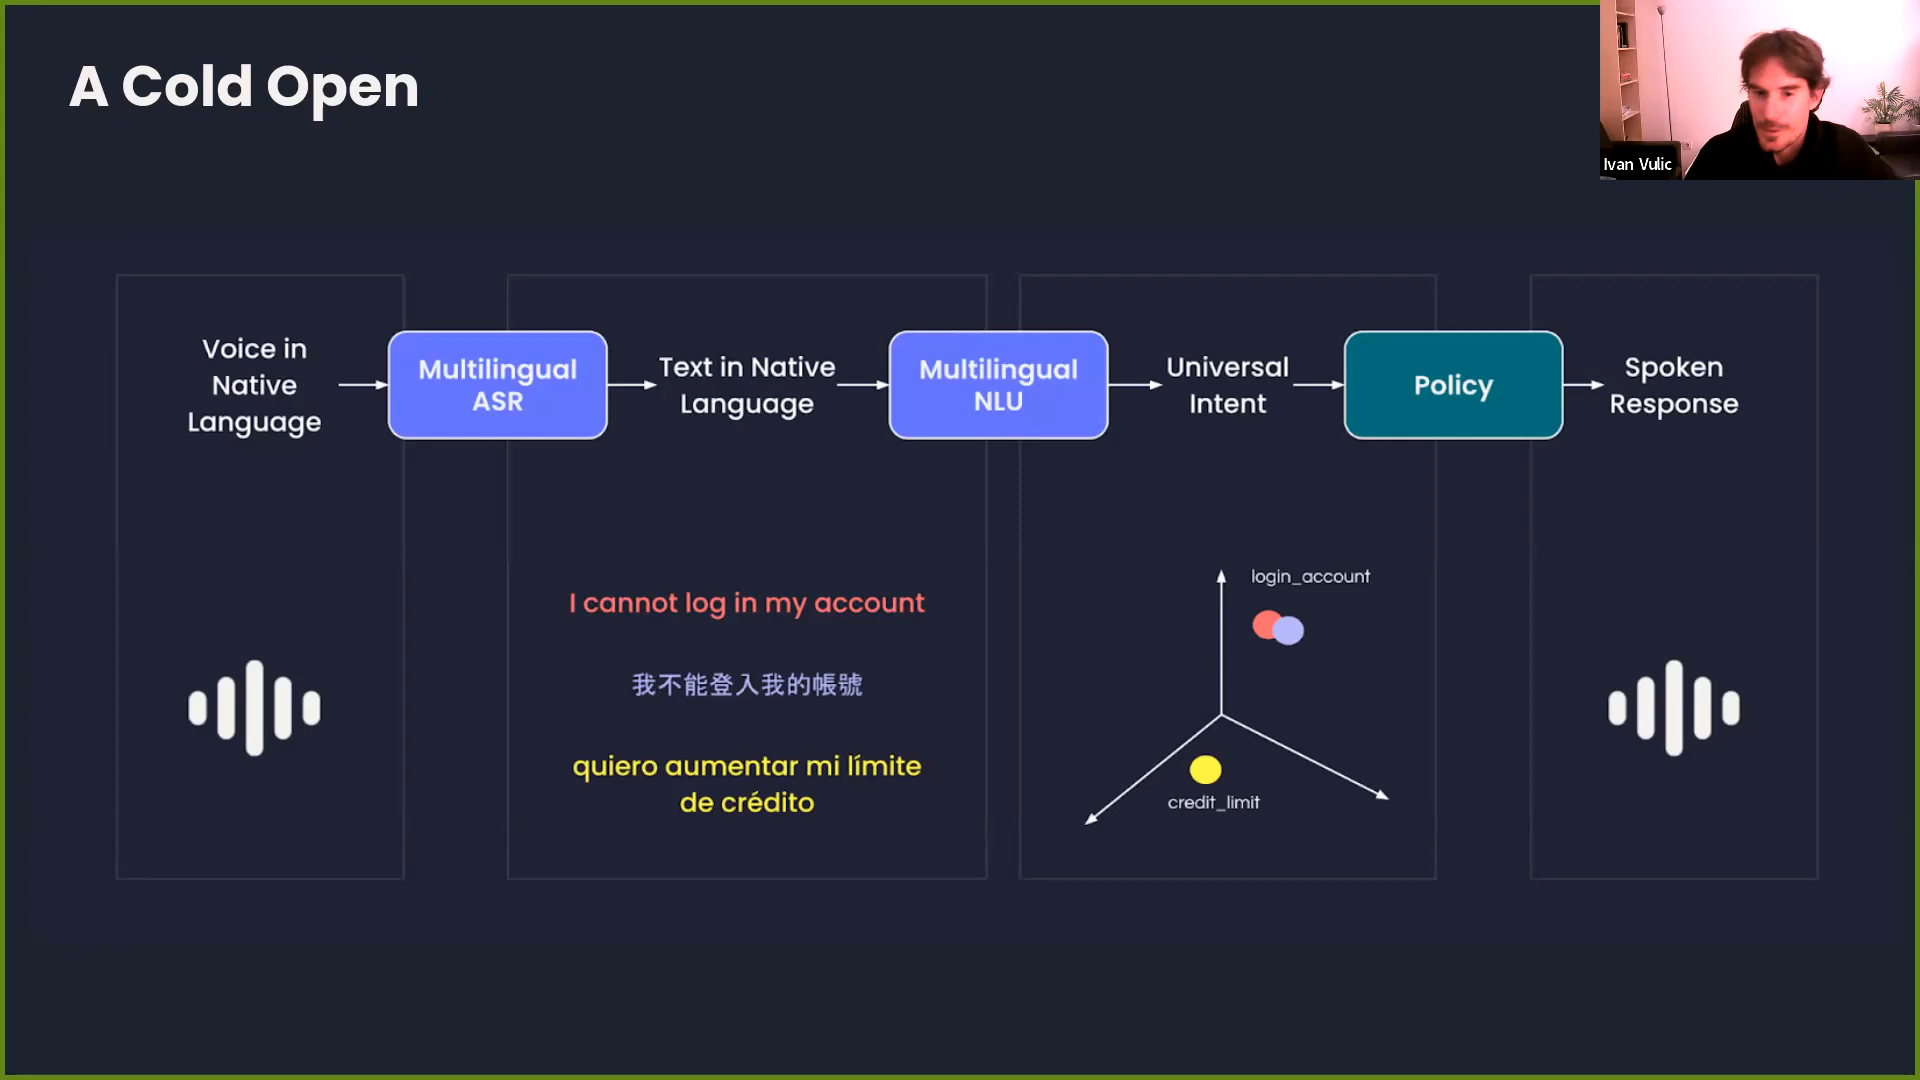 A Cold Open
Ivan Vulic
Voice in
Native
Language
Multilingual
ASR
Text in Native
Language
Multilingual
NLU
Universal
Intent
Policy
Spoken
Response
I cannot log in my account
我不能登入我的帳號
quiero aumentar mi límite
de crédito
login_account
credit_limit